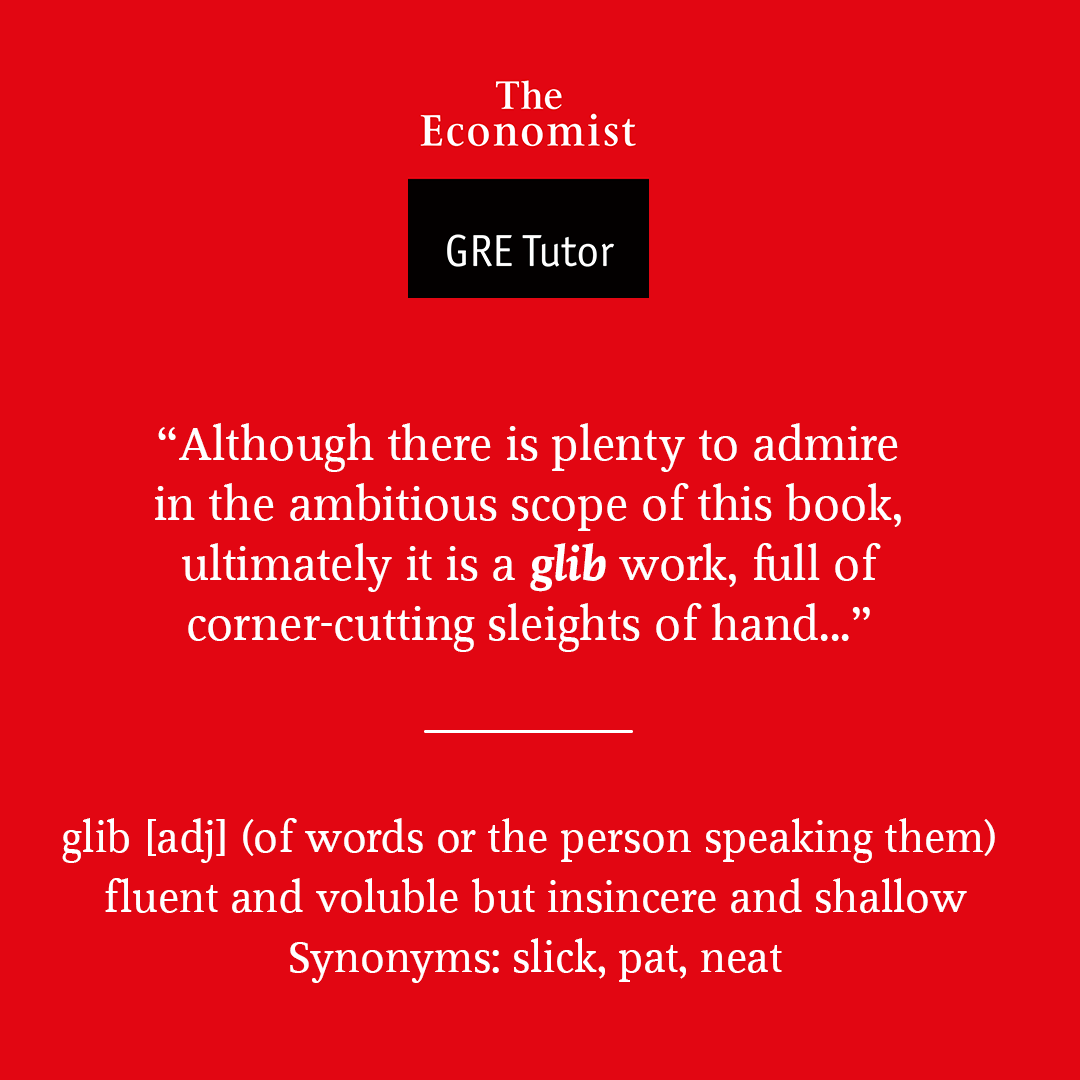 The
Economist
GRE Tutor
“Although there is plenty to admire
in the ambitious scope of this book,
ultimately it is a glib work, full of
corner-cutting sleights of hand...”
glib [adj] (of words or the person speaking them)
fluent and voluble but insincere and shallow
Synonyms: slick, pat, neat